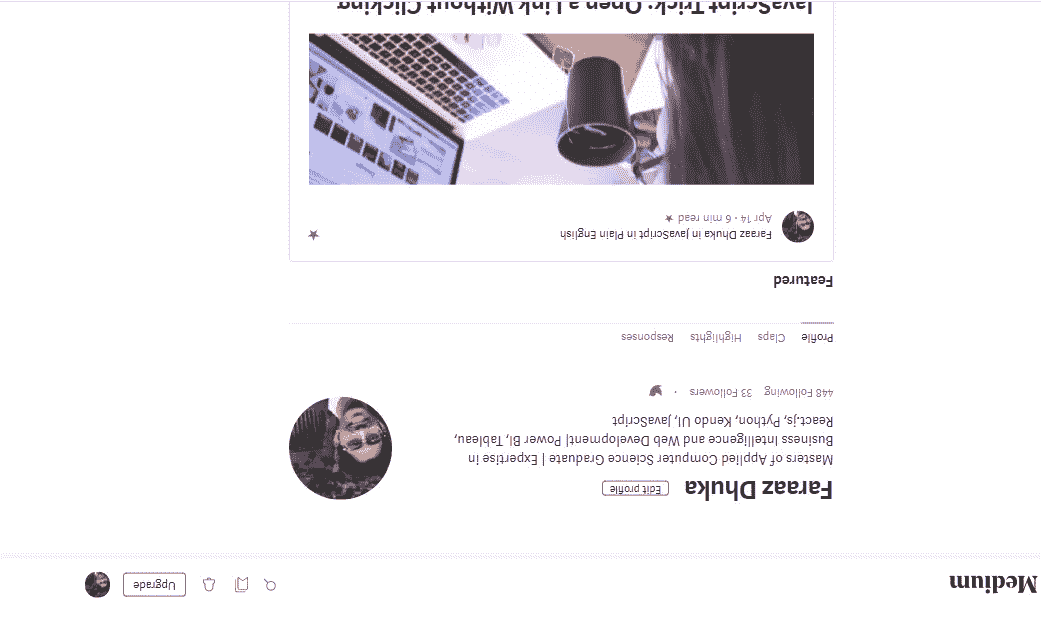 Medium
Upgrade
Faraaz Dhuka
Edit profile
Masters of Applied Computer Science Graduate | Expertise in
Business Intelligence and Web Development| Power BI, Tableau,
React.js, Python, Kendo UI, JavaScript
448 Following 33 Followers ·
Profile Claps Highlights Responses
Featured
Faraaz Dhuka in JavaScript in Plain English
Apr 14 · 6 min read ★
JavaScript Trick: Open a Link Without Clicking